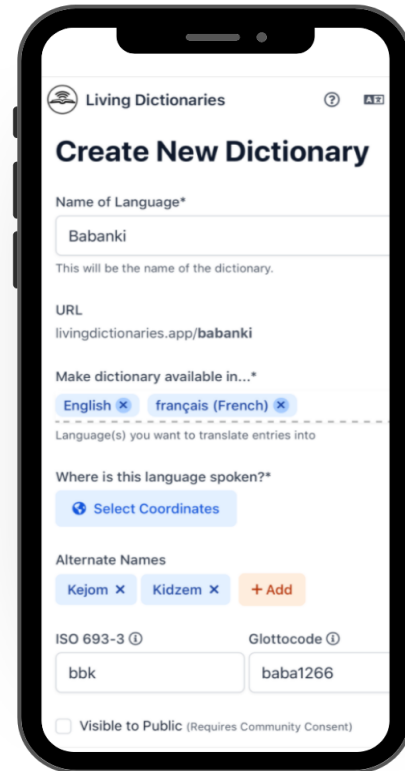 Living Dictionaries
Create New Dictionary
Name of Language*
Babanki
This will be the name of the dictionary.
URL
livingdictionaries.app/babanki
Make dictionary available in...*
English × français (French) ×
Language(s) you want to translate entries into
Where is this language spoken?*
Select Coordinates
Alternate Names
Kejom × Kidzem × + Add
ISO 693-3 Glottocode
bbk baba1266
Visible to Public (Requires Community Consent)